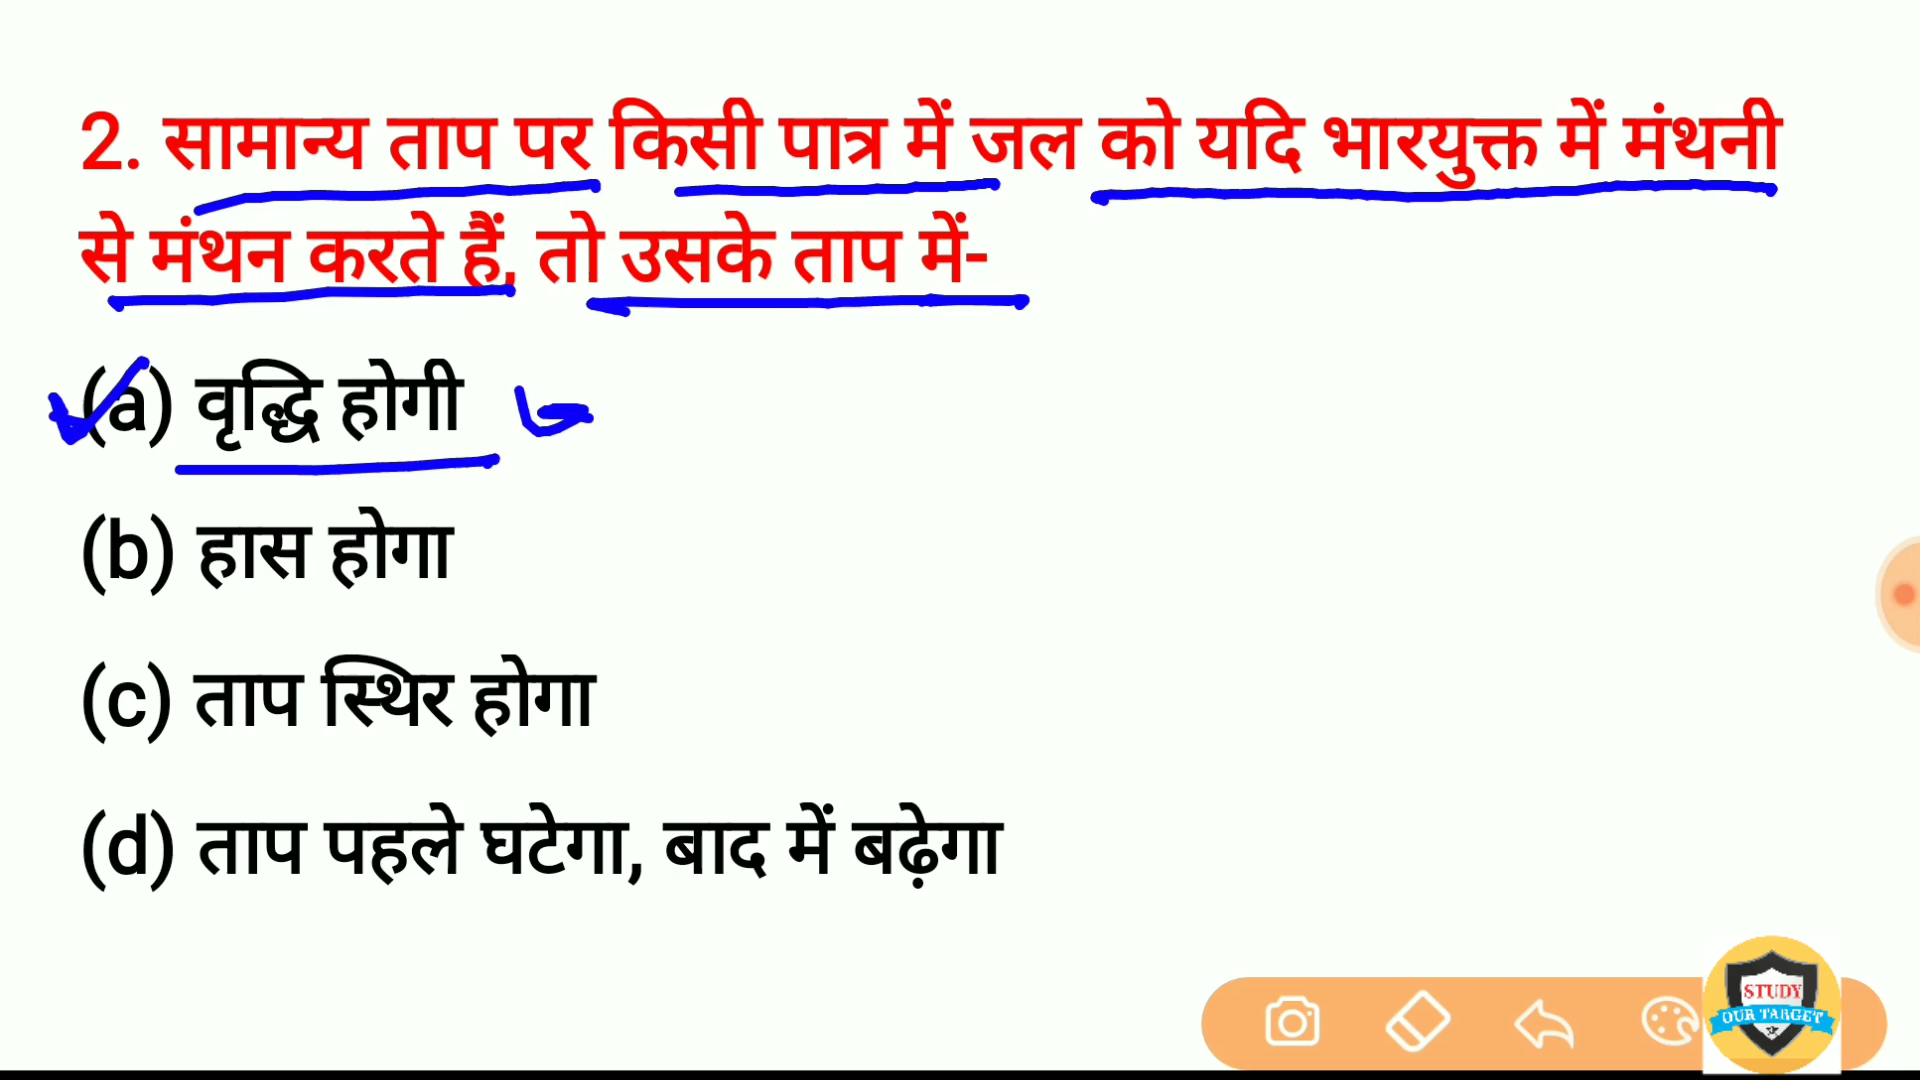 2. सामान्य ताप पर किसी पात्र में जल को यदि भारयुक्त में मंथनी
से मंथन करते हैं, तो उसके ताप में-
(a) वृद्धि होगी
(b) हास होगा
(c) ताप स्थिर होगा
(d) ताप पहले घटेगा, बाद में बढ़ेगा
STUDY
OUR TARGET